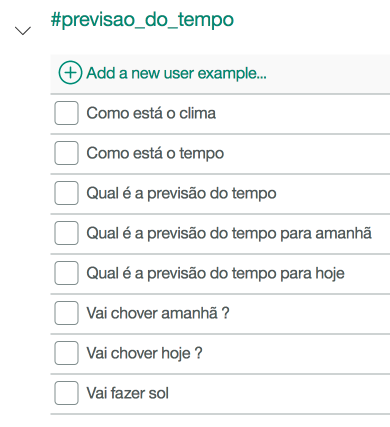 #previsao_do_tempo
Add a new user example...
Como está o clima
Como está o tempo
Qual é a previsão do tempo
Qual é a previsão do tempo para amanhã
Qual é a previsão do tempo para hoje
Vai chover amanhã ?
Vai chover hoje ?
Vai fazer sol